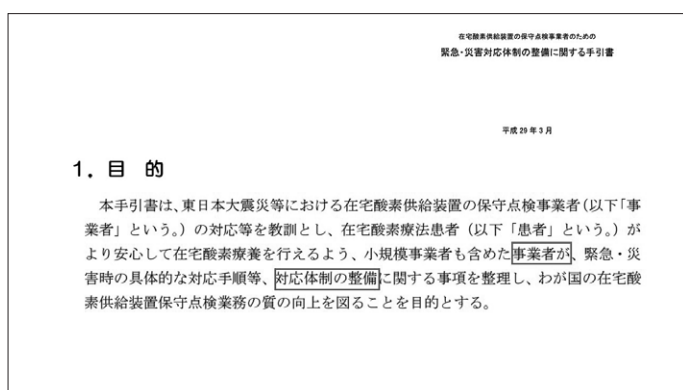 在宅酸素供給装置の保守点検事業者のための
緊急・災害対応体制の整備に関する手引書
平成 29 年 3 月
1. 目 的
本手引書は、東日本大震災等における在宅酸素供給装置の保守点検事業者（以下「事
業者」という。）の対応等を教訓とし、在宅酸素療法患者（以下「患者」という。）が
より安心して在宅酸素療養を行えるよう、小規模事業者も含めた事業者が、緊急・災
害時の具体的な対応手順等、対応体制の整備に関する事項を整理し、わが国の在宅酸
素供給装置保守点検業務の質の向上を図ることを目的とする。